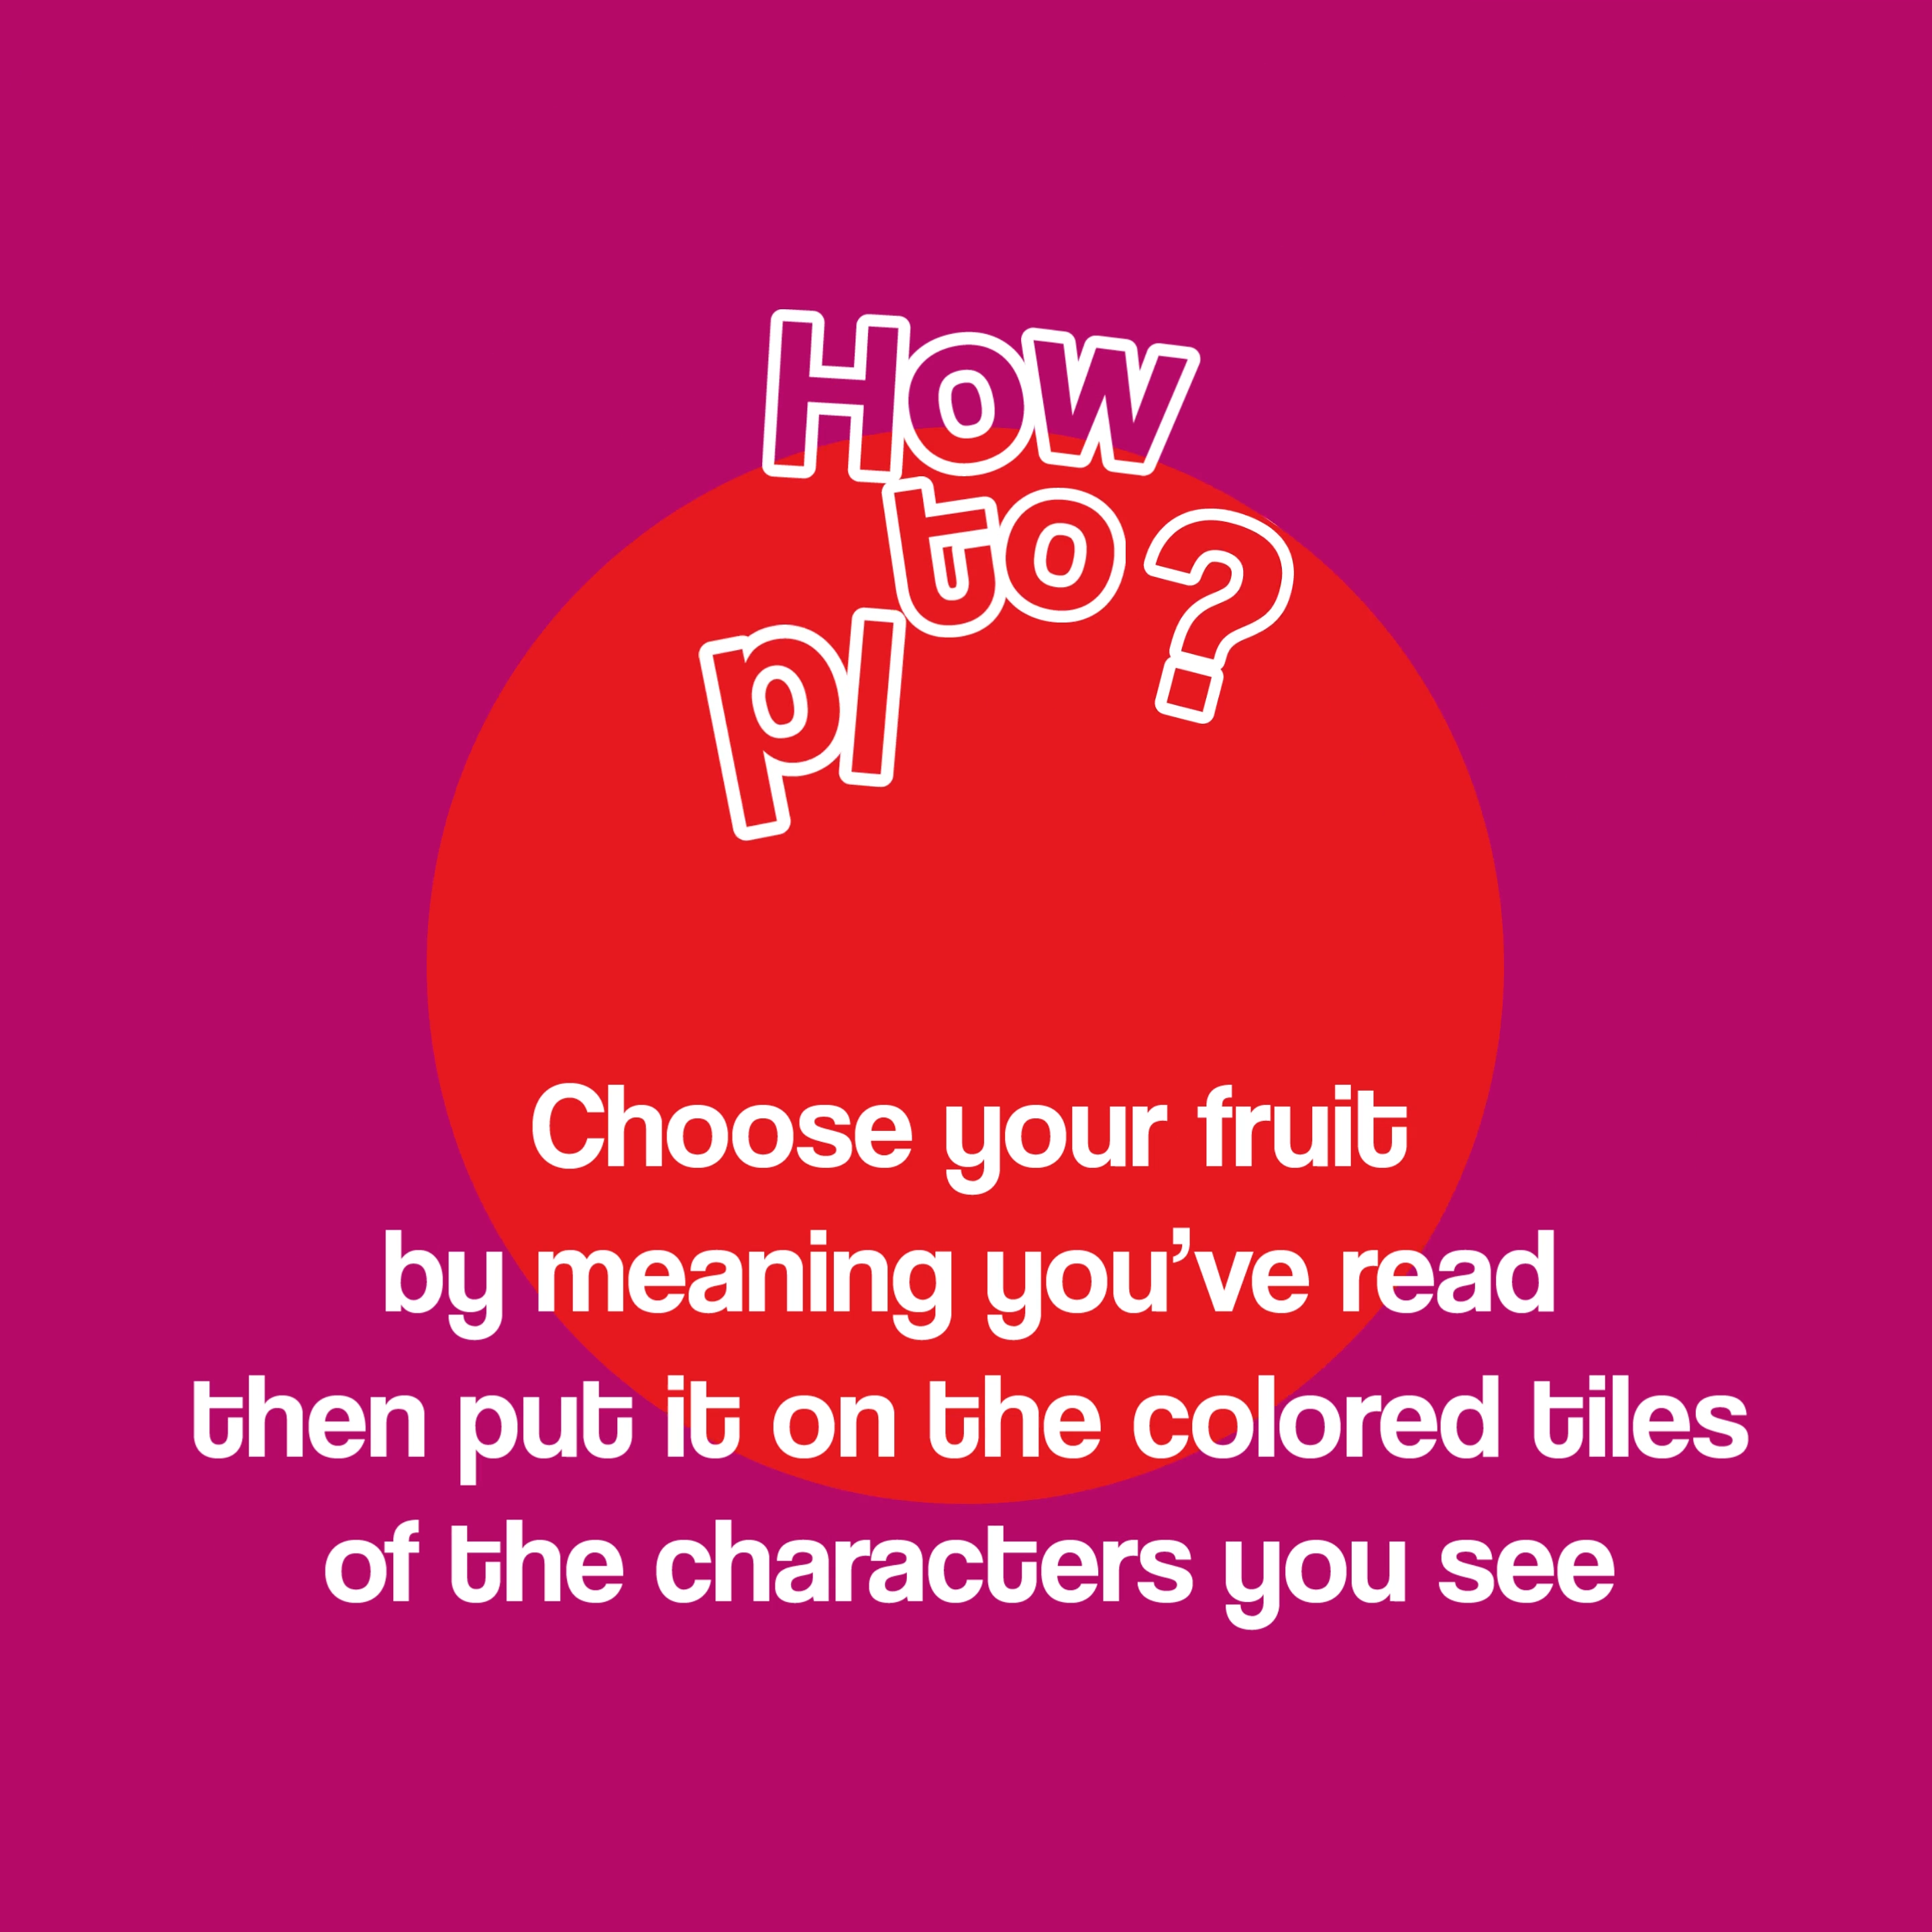 How
to?
pl
Choose your fruit
by meaning you've read
then put it on the colored tiles
of the characters you see